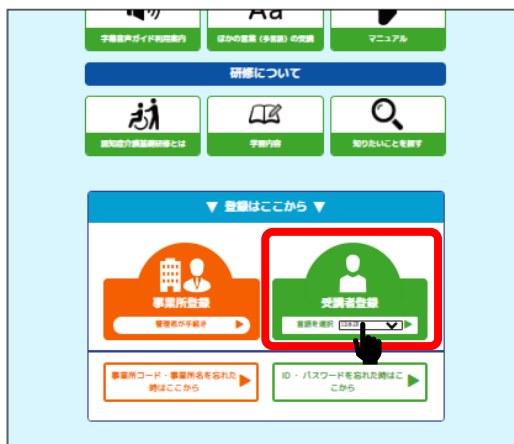 Aa
字幕音声ガイド利用案内
ほかの言葉（多言語）の受講
マニュアル
研修について
認知症介護基礎研修とは
学習内容
知りたいことを探す
▼ 登録はここから ▼
事業所登録
管理者が手続き ▶
受講者登録
言語を選択 日本語 ▶
事業所コード・事業所名を忘れた
時はここから
ID ・ パスワードを忘れた時はこ
こから